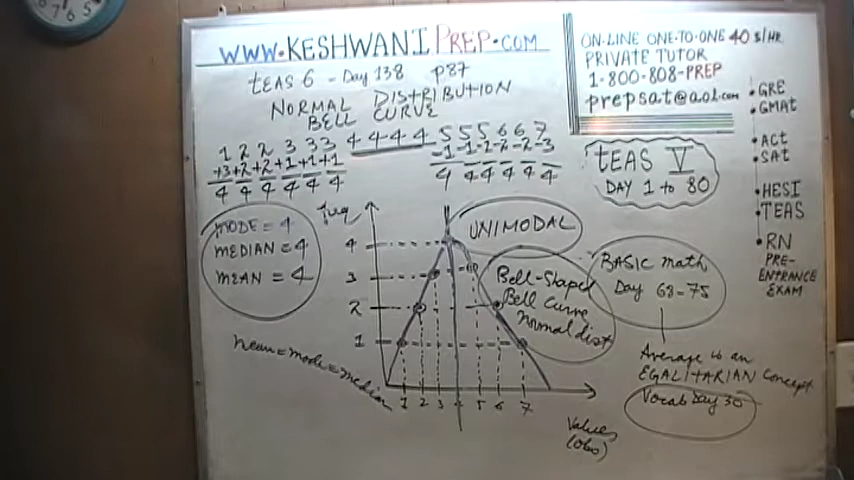 WWW.KESHWANIPREP.COM
TEAS 6 - Day 138 p87
NORMAL DISTRIBUTION
BELL CURVE
ON-LINE ONE-TO-ONE 40 $/HR
PRIVATE TUTOR
1-800-808-PREP
prepsat@aol.com
GRE
GMAT
ACT
SAT
HESI
TEAS
RN
PRE-
ENTRANCE
EXAM
TEAS V
DAY 1 to 80
1 2 2 3 3 3 4-4-4-4 5 5 5 6 6 7
+3 +2 +2 +1 +1 +1 -1 -1 -1 -2 -2 -3
4 4 4 4 4 4 4 4 4 4 4 4
MODE = 4
MEDIAN = 4
MEAN = 4
freq
4
3
2
1
1 2 3 5 6 7
Values
(Obs)
UNIMODAL
Bell-Shaped
Bell Curve
Normal dist
BASIC math
Day 68-75
Average is an
EGALITARIAN concept
Vocab Day 30
mean = mode = median